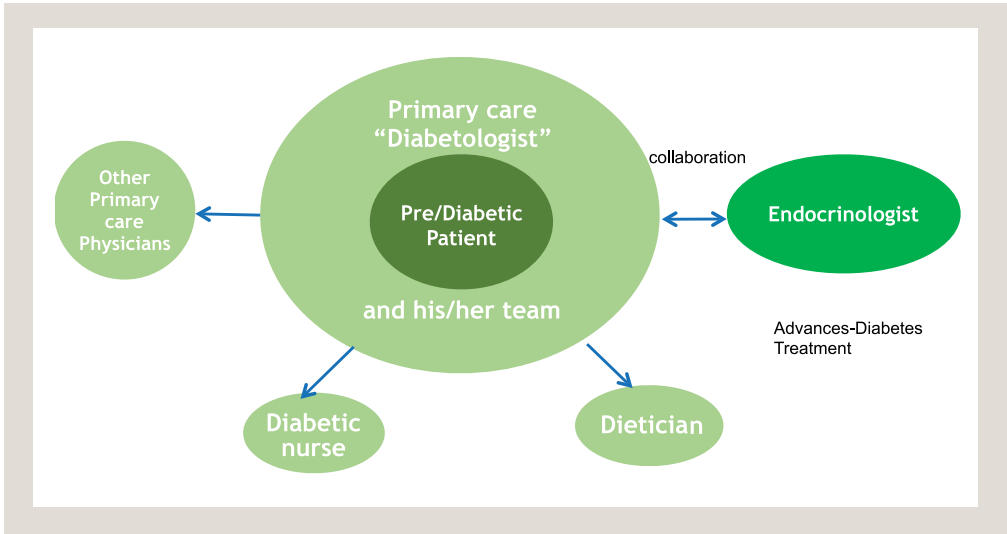 Primary care
“Diabetologist”
collaboration
Other
Primary
care
Physicians
Pre/Diabetic
Patient
Endocrinologist
and his/her team
Advances-Diabetes
Treatment
Diabetic
nurse
Dietician